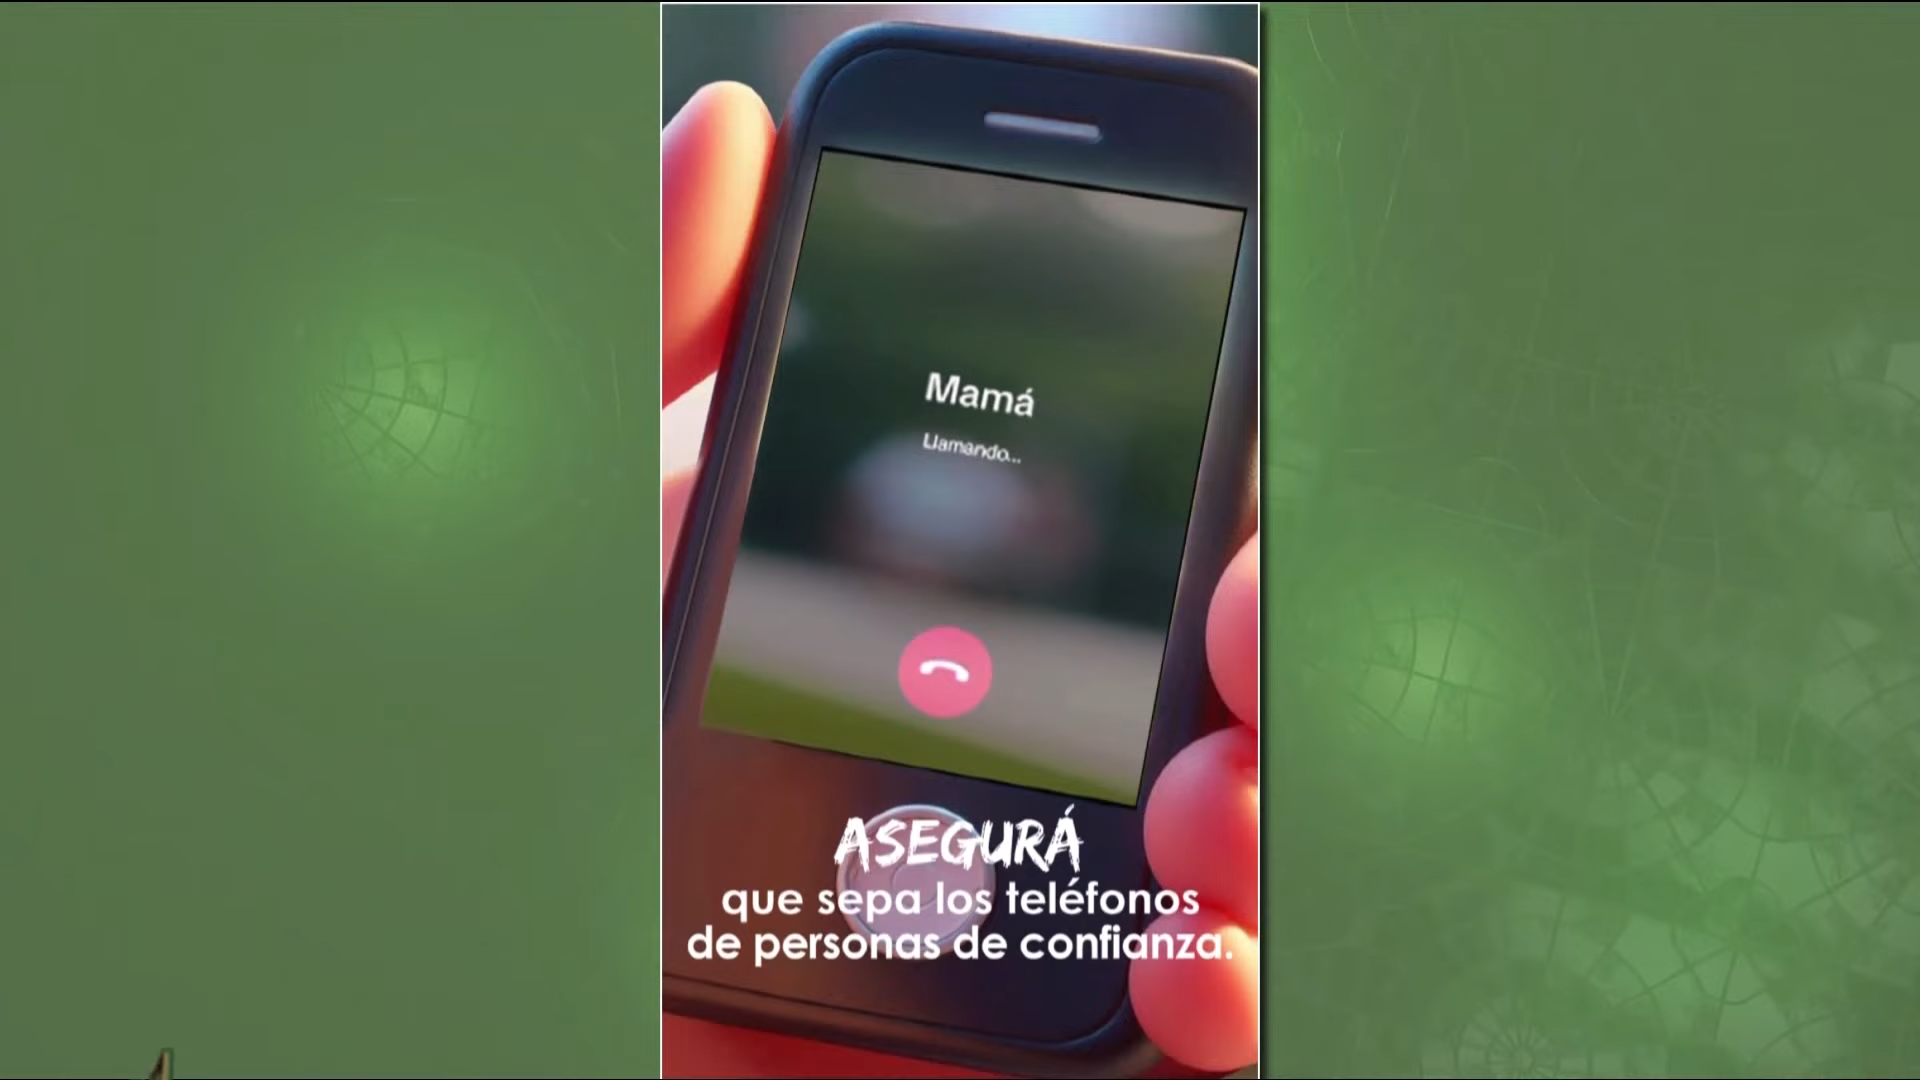 Mamá
Llamando...
ASEGURÁ
que sepa los teléfonos
de personas de confianza.